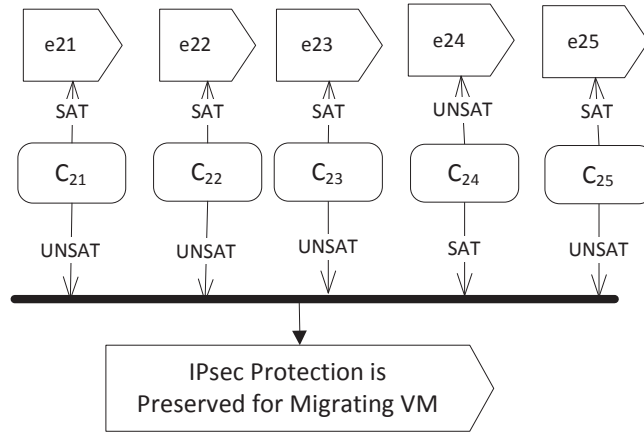 e21 e22 e23 e24 e25
SAT SAT SAT UNSAT SAT
C21 C22 C23 C24 C25
UNSAT UNSAT UNSAT SAT UNSAT
IPsec Protection is
Preserved for Migrating VM